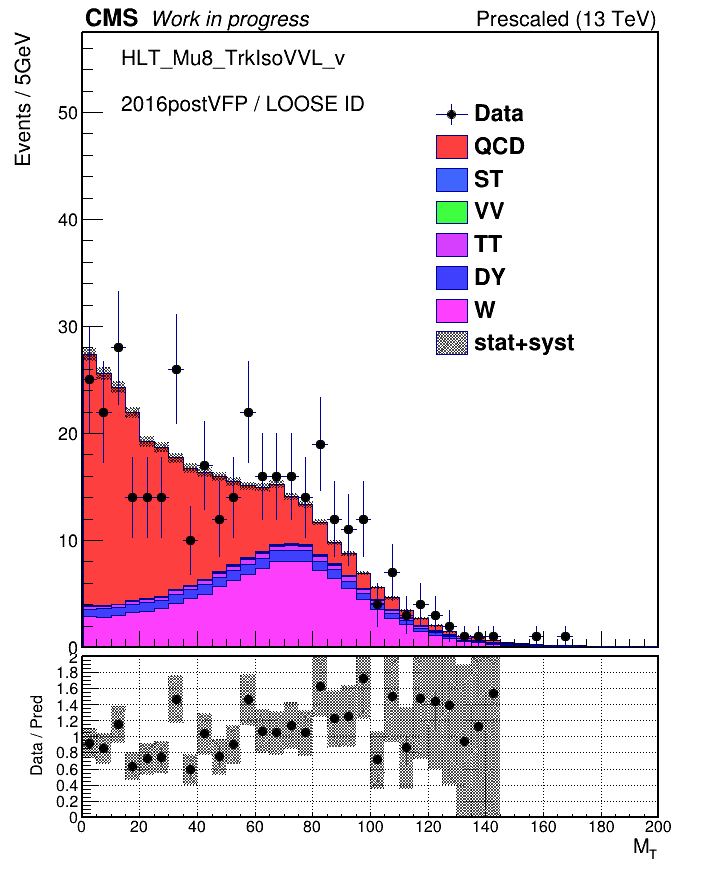 CMS Work in progress Prescaled (13 TeV)
Events / 5GeV
HLT_Mu8_TrkIsoVVL_v
2016postVFP / LOOSE ID
Data
QCD
ST
VV
TT
DY
W
stat+syst
50
40
30
20
10
0
Data / Pred
2
1.8
1.6
1.4
1.2
1
0.8
0.6
0.4
0.2
0
0 20 40 60 80 100 120 140 160 180 200
M_T